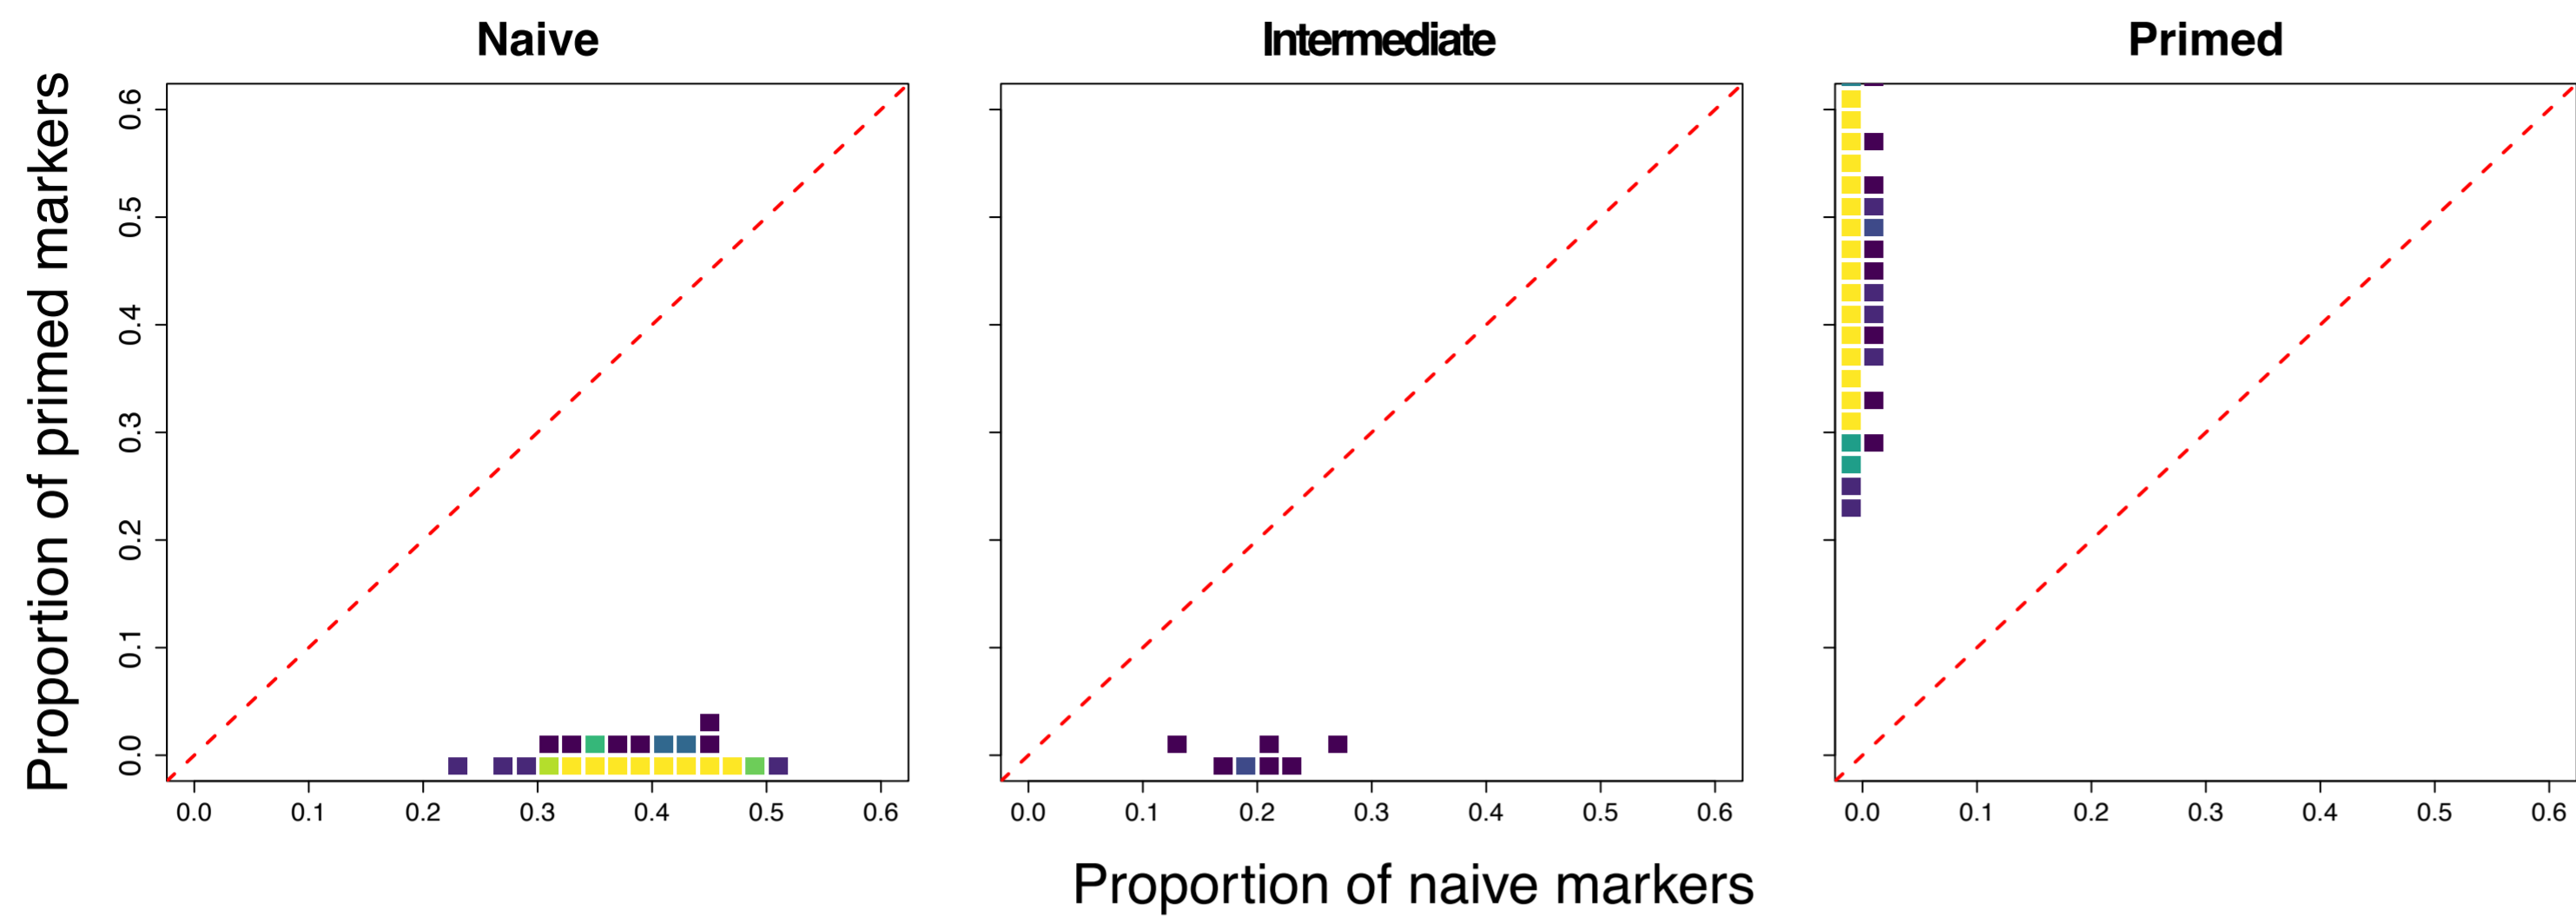 Naive
Intermediate
Primed
Proportion of primed markers
0.6
0.5
0.4
0.3
0.2
0.1
0.0
0.0 0.1 0.2 0.3 0.4 0.5 0.6
0.0 0.1 0.2 0.3 0.4 0.5 0.6
0.0 0.1 0.2 0.3 0.4 0.5 0.6
Proportion of naive markers